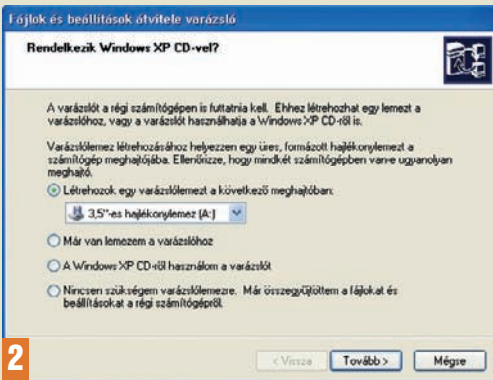 Fájlok és beállítások átvitele varázsló
Rendelkezik Windows XP CD-vel?
A varázslót a régi számítógépen is futtatnia kell. Ehhez létrehozhat egy lemezt a
varázslóhoz, vagy a varázslót használhatja a Windows XP CD-ről is.
Varázslólemez létrehozásához helyezzen egy üres, formázott hajlékonylemezt a
számítógép meghajtójába. Ellenőrizze, hogy mindkét számítógépben van-e ugyanolyan
meghajtó.
Létrehozok egy varázslólemezt a következő meghajtóban:
3,5"-es hajlékonylemez (A:)
Már van lemezem a varázslóhoz
A Windows XP CD-ről használom a varázslót
Nincsen szükségem varázslólemezre. Már összegyűjtöttem a fájlokat és
beállításokat a régi számítógépről.
< Vissza Tovább > Mégse
2